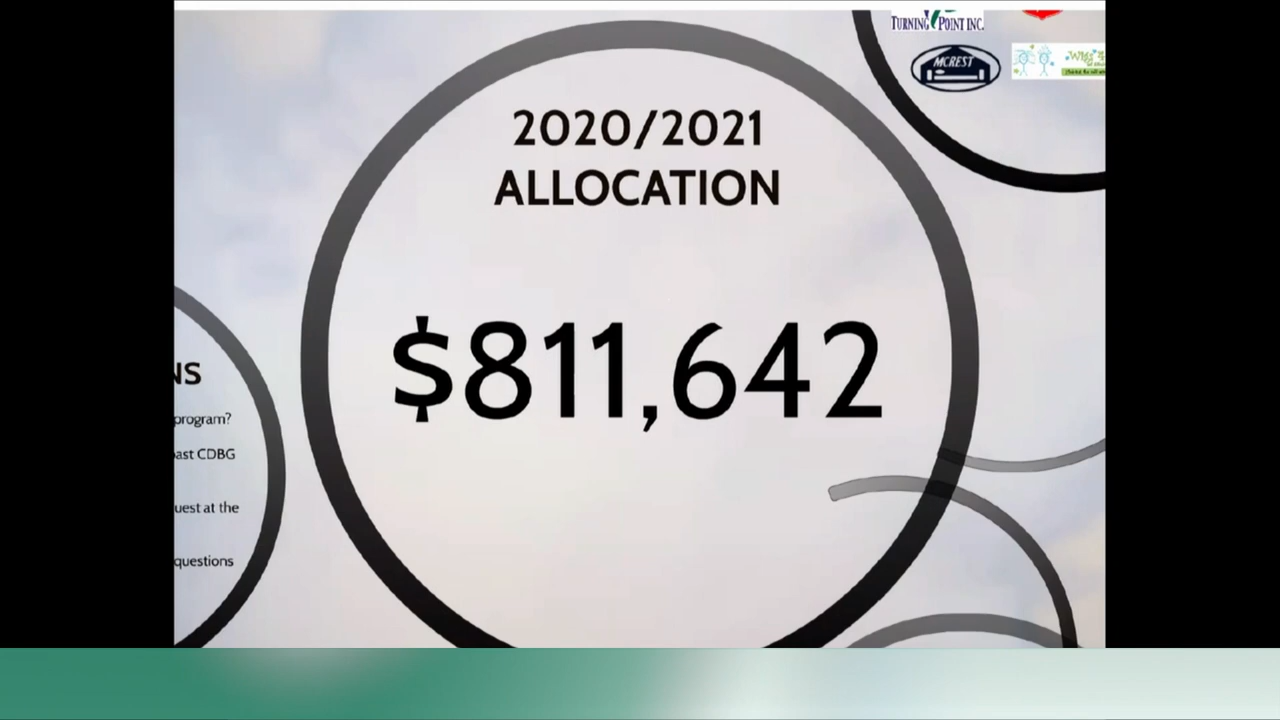 TURNING POINT INC.
MCREST
2020/2021
ALLOCATION
$811,642
NS
program?
ast CDBG
uest at the
questions